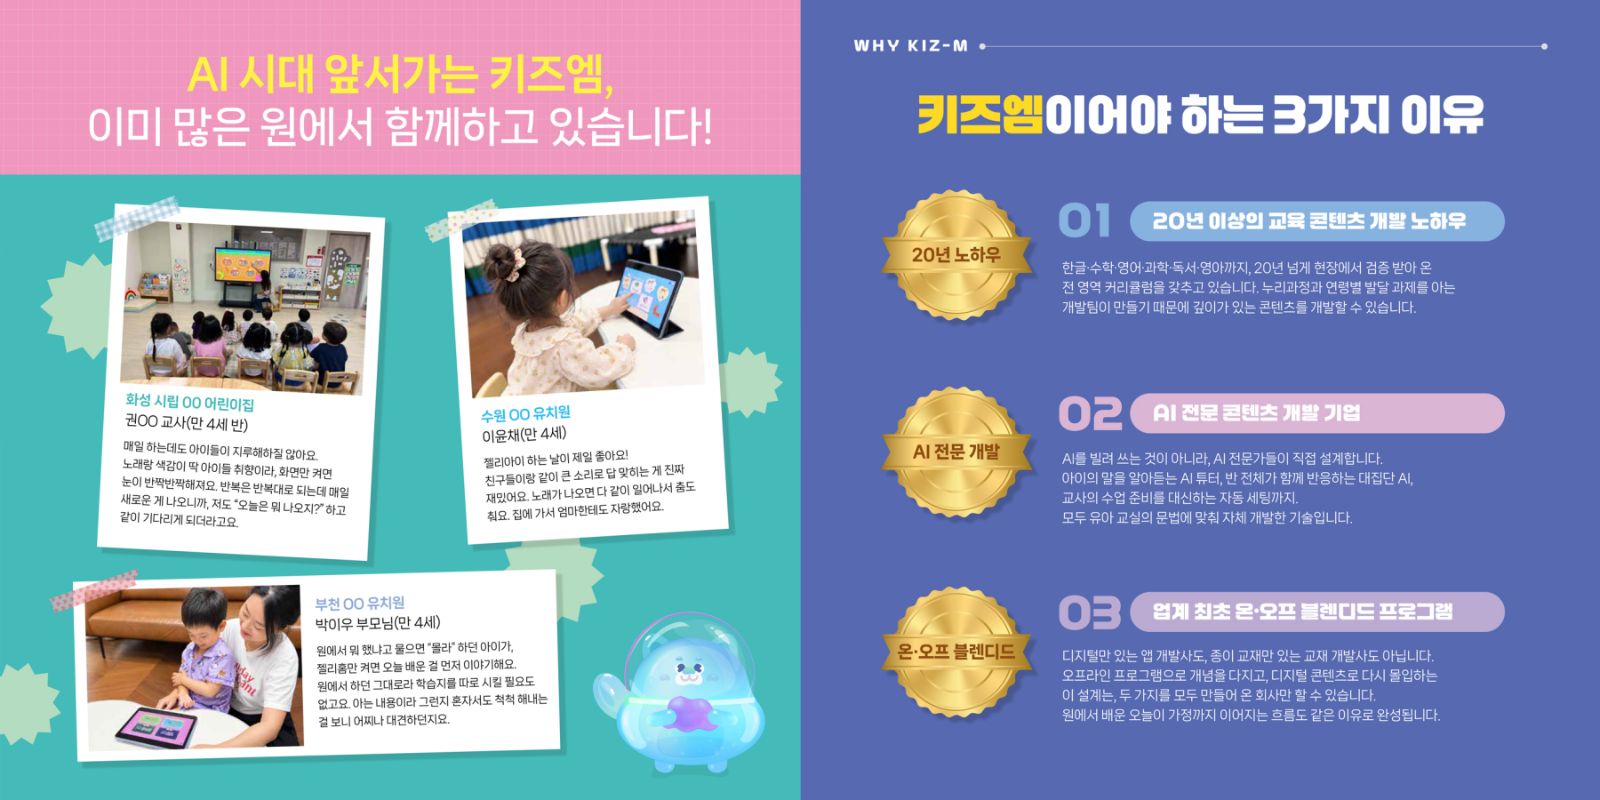 AI 시대 앞서가는 키즈엠,
이미 많은 원에서 함께하고 있습니다!
화성 시립 OO 어린이집
권OO 교사(만 4세 반)
매일 하는데도 아이들이 지루해하질 않아요.
노래랑 색감이 딱 아이들 취향이라, 화면만 켜면
눈이 반짝반짝해져요. 반복은 반복대로 되는데 매일
새로운 게 나오니까, 저도 “오늘은 뭐 나오지?” 하고
같이 기다리게 되더라고요.
수원 OO 유치원
이윤채(만 4세)
젤리아이 하는 날이 제일 좋아요!
친구들이랑 같이 큰 소리로 답 맞히는 게 진짜
재밌어요. 노래가 나오면 다 같이 일어나서 춤도
춰요. 집에 가서 엄마한테도 자랑했어요.
부천 OO 유치원
박이우 부모님(만 4세)
원에서 뭐 했냐고 물으면 “몰라” 하던 아이가,
젤리홈만 켜면 오늘 배운 걸 먼저 이야기해요.
원에서 하던 그대로라 학습지를 따로 시킬 필요도
없고요. 아는 내용이라 그런지 혼자서도 척척 해내는
걸 보니 어찌나 대견하던지요.
WHY KIZ-M
키즈엠이어야 하는 3가지 이유
20년 노하우
01 20년 이상의 교육 콘텐츠 개발 노하우
한글·수학·영어·과학·독서·영아까지, 20년 넘게 현장에서 검증 받아 온
전 영역 커리큘럼을 갖추고 있습니다. 누리과정과 연령별 발달 과제를 아는
개발팀이 만들기 때문에 깊이가 있는 콘텐츠를 개발할 수 있습니다.
AI 전문 개발
02 AI 전문 콘텐츠 개발 기업
AI를 빌려 쓰는 것이 아니라, AI 전문가들이 직접 설계합니다.
아이의 말을 알아듣는 AI 튜터, 반 전체가 함께 반응하는 대집단 AI,
교사의 수업 준비를 대신하는 자동 세팅까지.
모두 유아 교실의 문법에 맞춰 자체 개발한 기술입니다.
온·오프 블렌디드
03 업계 최초 온·오프 블렌디드 프로그램
디지털만 있는 앱 개발사도, 종이 교재만 있는 교재 개발사도 아닙니다.
오프라인 프로그램으로 개념을 다지고, 디지털 콘텐츠로 다시 몰입하는
이 설계는, 두 가지를 모두 만들어 온 회사만 할 수 있습니다.
원에서 배운 오늘이 가정까지 이어지는 흐름도 같은 이유로 완성됩니다.